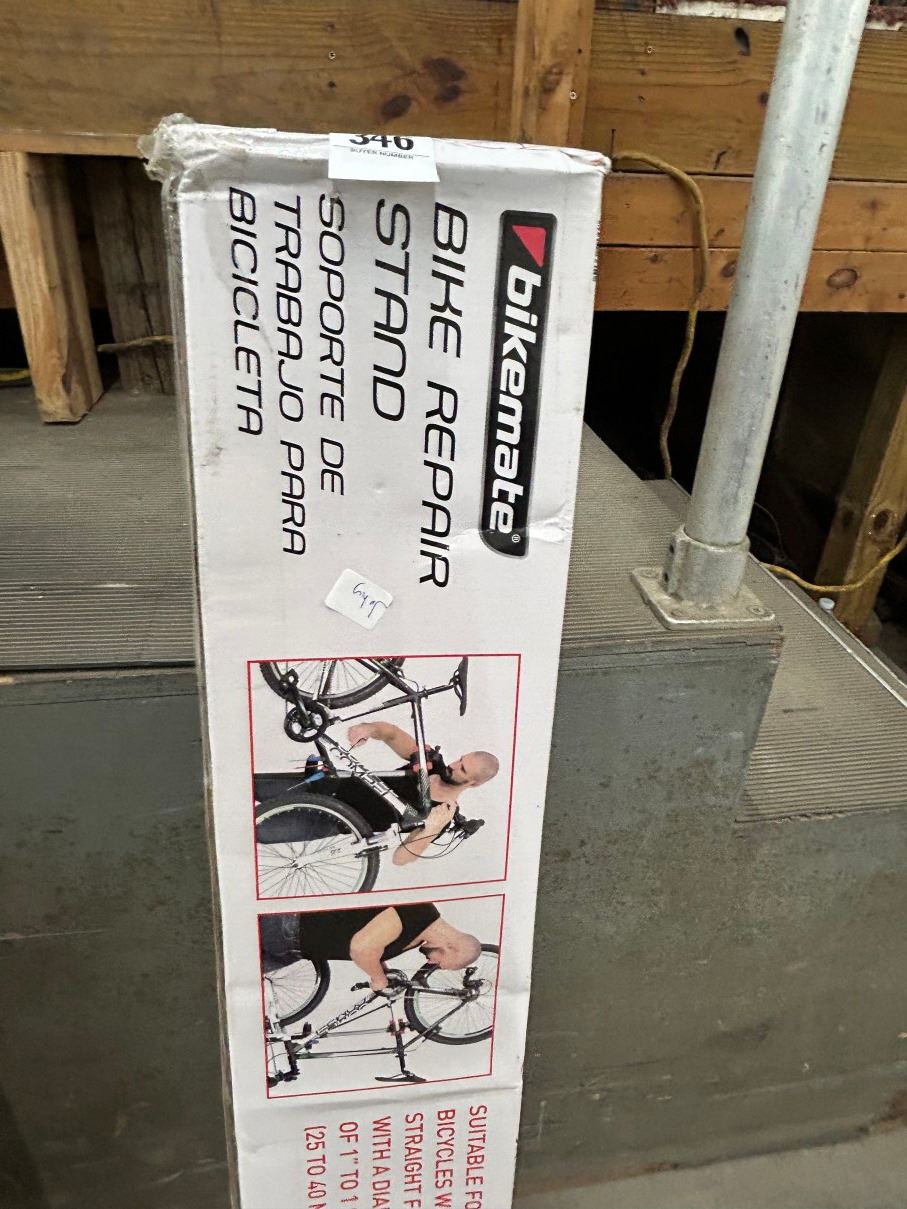 346
BUYER NUMBER
bikemate®
BIKE REPAIR
STAND
SOPORTE DE
TRABAJO PARA
BICICLETA
SUITABLE FO
BICYCLES W
STRAIGHT F
WITH A DIA
OF 1" TO 1
(25 TO 40 M